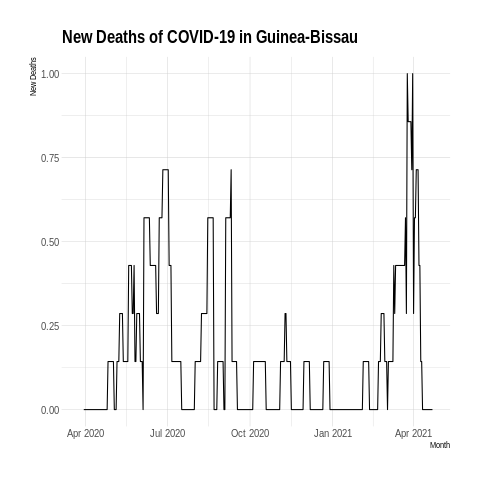 New Deaths of COVID-19 in Guinea-Bissau
New Deaths
1.00
0.75
0.50
0.25
0.00
Apr 2020 Jul 2020 Oct 2020 Jan 2021 Apr 2021
Month